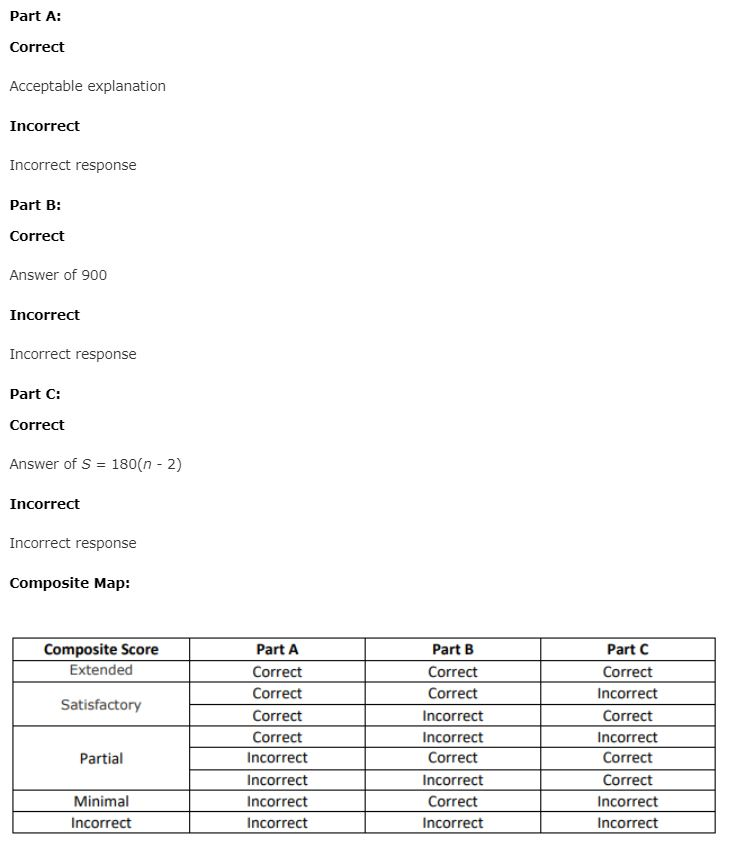 Part A:
Correct
Acceptable explanation
Incorrect
Incorrect response
Part B:
Correct
Answer of 900
Incorrect
Incorrect response
Part C:
Correct
Answer of S = 180(n - 2)
Incorrect
Incorrect response
Composite Map:
Composite Score Part A Part B Part C
Extended Correct Correct Correct
Satisfactory Correct Correct Incorrect
Correct Incorrect Correct
Partial Correct Incorrect Incorrect
Incorrect Correct Correct
Incorrect Incorrect Correct
Minimal Incorrect Correct Incorrect
Incorrect Incorrect Incorrect Incorrect